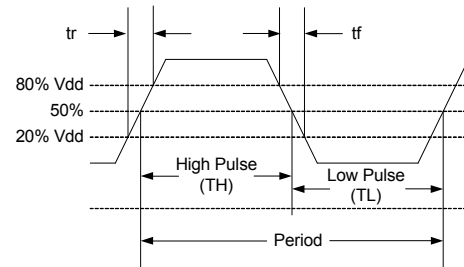 tr
tf
80% Vdd
50%
20% Vdd
High Pulse
(TH)
Low Pulse
(TL)
Period